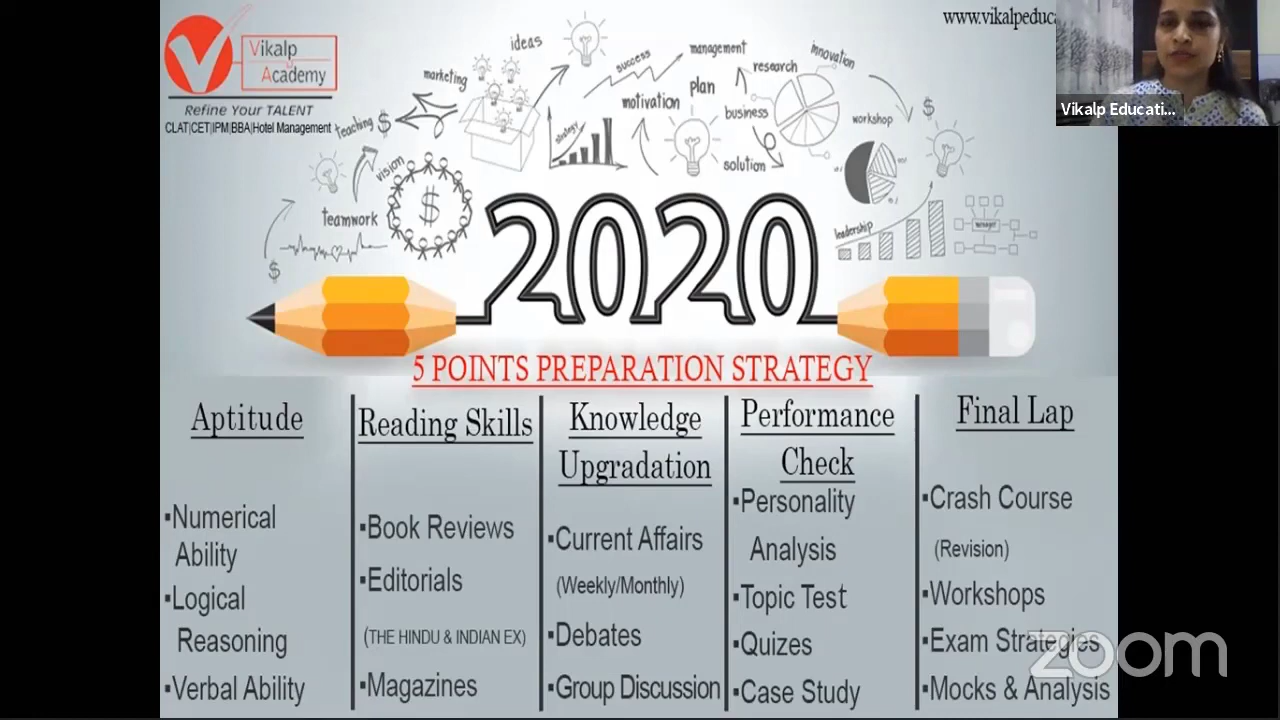 www.vikalpeduca
Vikalp
Academy
Refine Your TALENT
CLAT|CET|IPM|BBA|Hotel Management
Vikalp Educati...
ideas
success
management
innovation
marketing
research
plan
motivation
business
teaching
$
strategy
workshop
$
vision
solution
teamwork
$
leadership
manager
$
2020
5 POINTS PREPARATION STRATEGY
Aptitude
▪Numerical
Ability
▪Logical
Reasoning
▪Verbal Ability
Reading Skills
▪Book Reviews
▪Editorials
(THE HINDU & INDIAN EX)
▪Magazines
Knowledge
Upgradation
▪Current Affairs
(Weekly/Monthly)
▪Debates
▪Group Discussion
Performance
Check
▪Personality
Analysis
▪Topic Test
▪Quizes
▪Case Study
Final Lap
▪Crash Course
(Revision)
▪Workshops
▪Exam Strategies
▪Mocks & Analysis
zoom